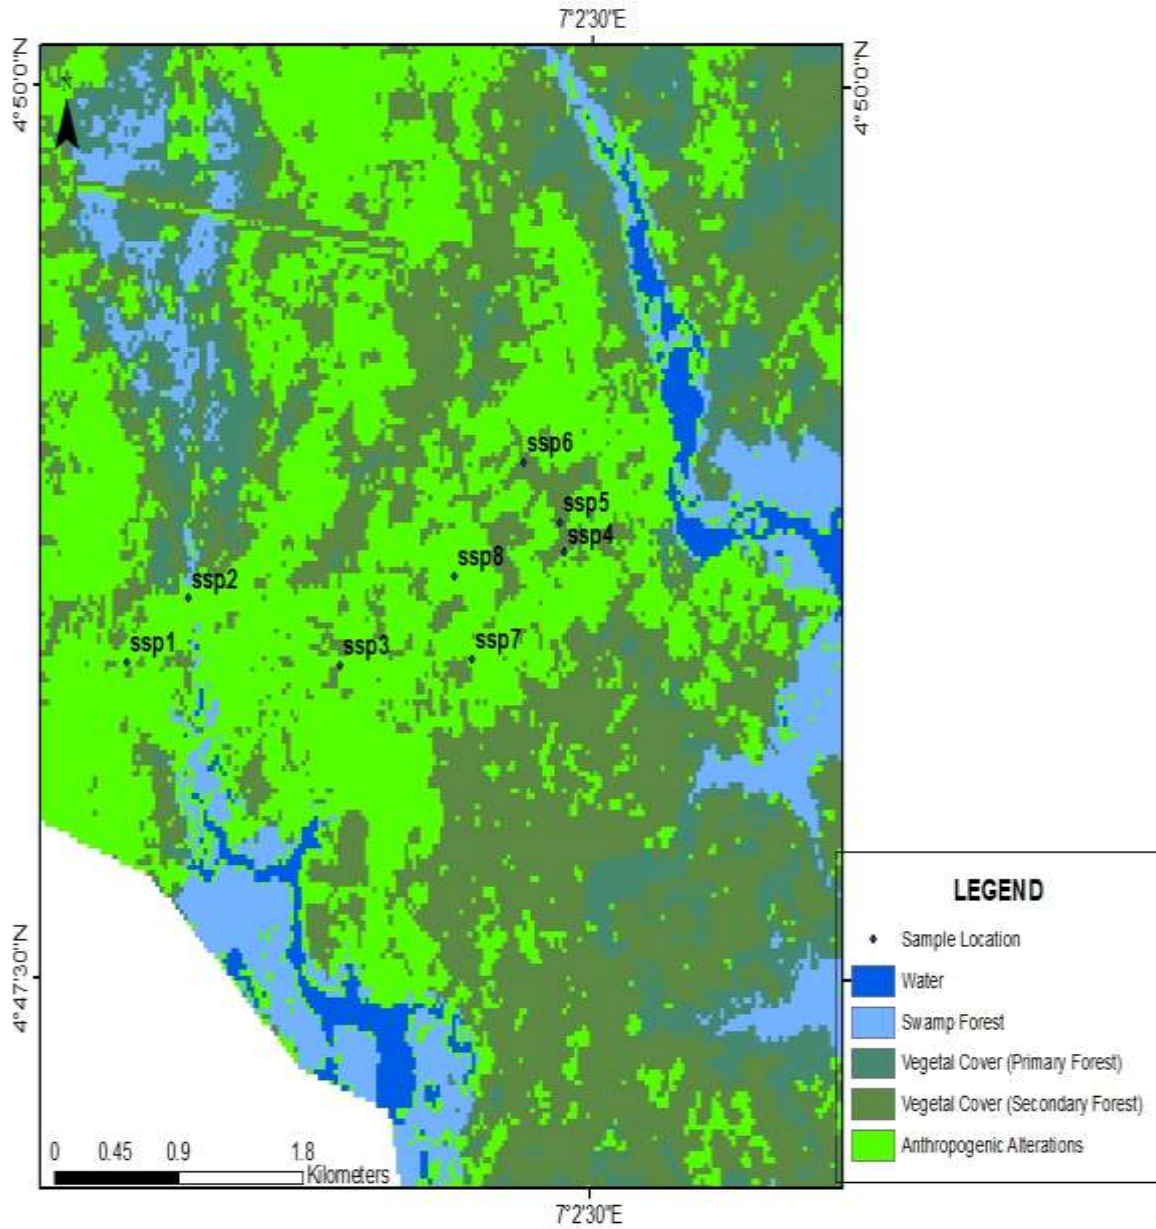 7°2'30"E
4°50'0"N
4°50'0"N
N
ssp6
ssp5
ssp4
ssp8
ssp2
ssp1
ssp3
ssp7
LEGEND
Sample Location
Water
Swamp Forest
Vegetal Cover (Primary Forest)
Vegetal Cover (Secondary Forest)
Anthropogenic Alterations
4°47'30"N
0 0.45 0.9 1.8
Kilometers
7°2'30"E